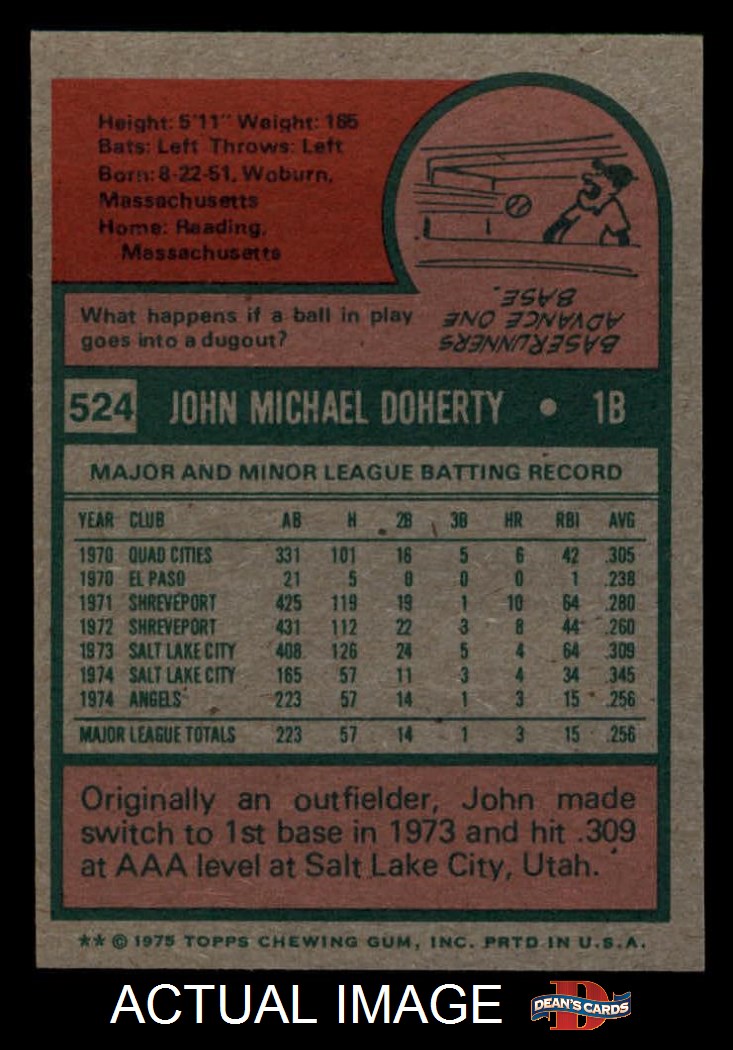 Height: 5'11" Weight: 165
Bats: Left Throws: Left
Born: 8-22-51, Woburn,
Massachusetts
Home: Reading,
Massachusetts
What happens if a ball in play
goes into a dugout?
BASERUNNERS
ADVANCE ONE
BASE.
524 JOHN MICHAEL DOHERTY • 1B
MAJOR AND MINOR LEAGUE BATTING RECORD
YEAR CLUB AB H 2B 3B HR RBI AVG
1970 QUAD CITIES 331 101 16 5 6 42 .305
1970 EL PASO 21 5 0 0 0 1 .238
1971 SHREVEPORT 425 119 19 1 10 64 .280
1972 SHREVEPORT 431 112 22 3 8 44 .260
1973 SALT LAKE CITY 408 126 24 5 4 64 .309
1974 SALT LAKE CITY 165 57 11 3 4 34 .345
1974 ANGELS 223 57 14 1 3 15 .256
MAJOR LEAGUE TOTALS 223 57 14 1 3 15 .256
Originally an outfielder, John made
switch to 1st base in 1973 and hit .309
at AAA level at Salt Lake City, Utah.
** © 1975 TOPPS CHEWING GUM, INC. PRTD IN U.S.A.
ACTUAL IMAGE
D
DEAN'S CARDS